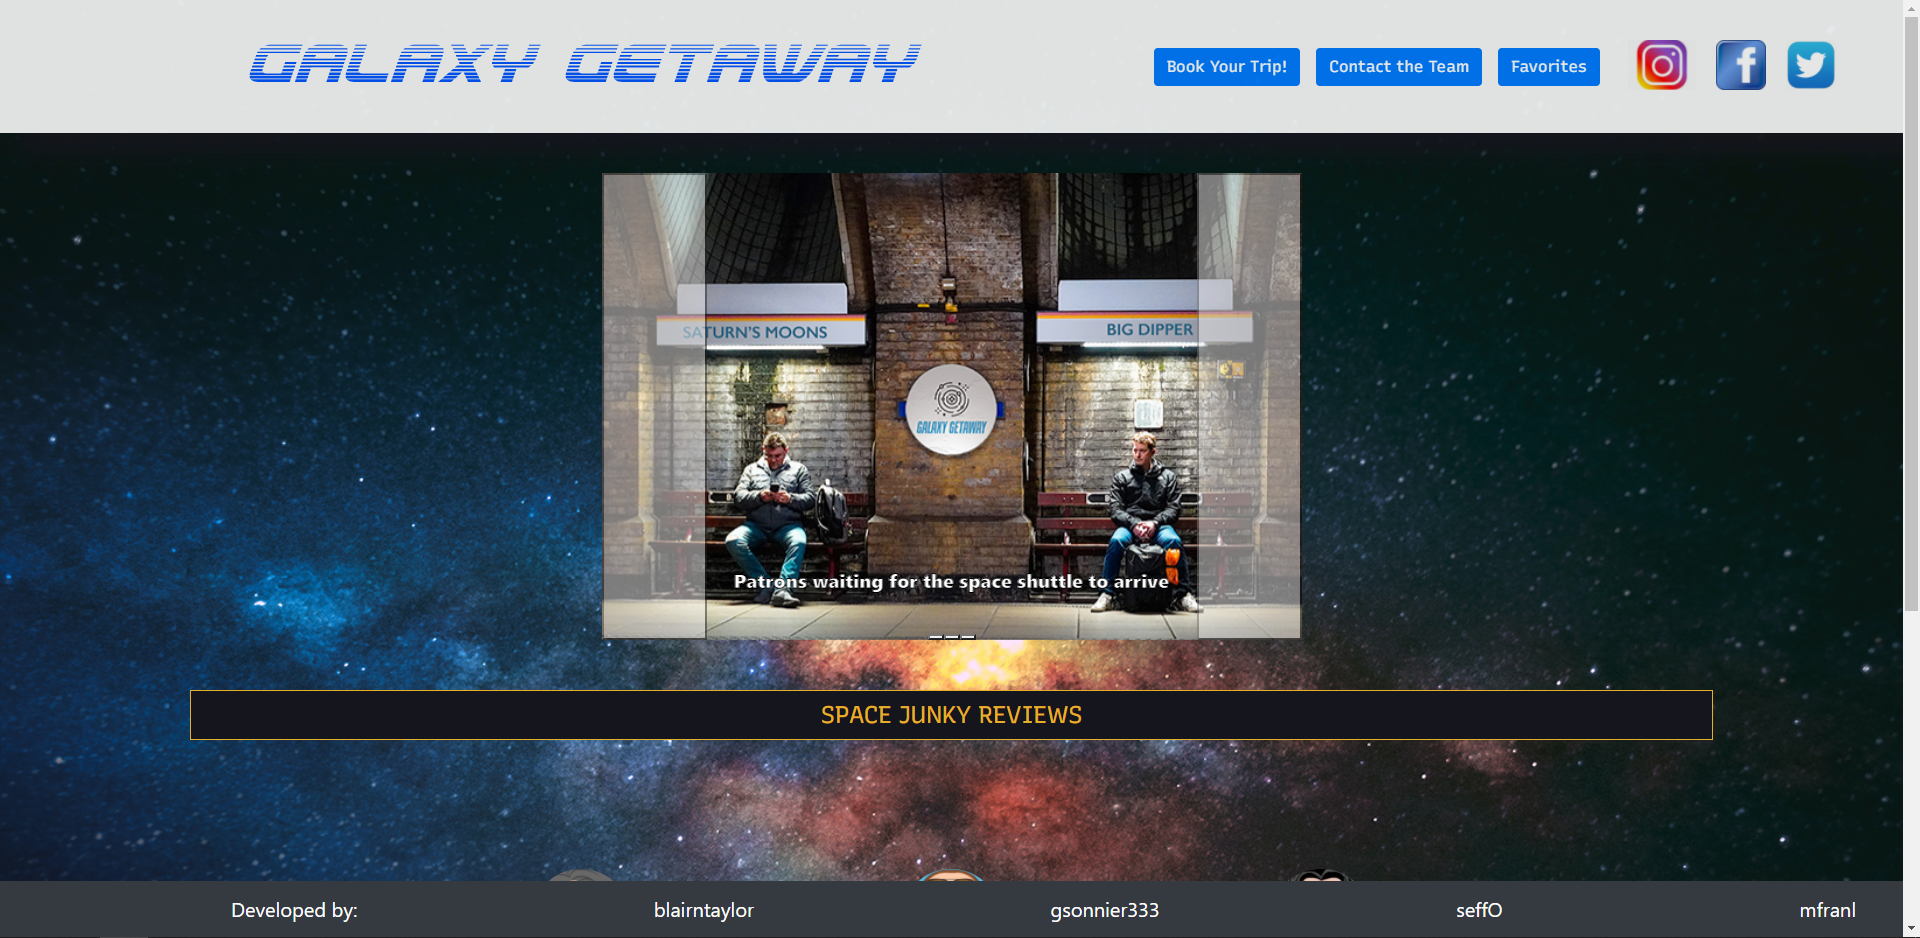 GALAXY GETAWAY
Book Your Trip!
Contact the Team
Favorites
SATURN'S MOONS
BIG DIPPER
GALAXY GETAWAY
Patrons waiting for the space shuttle to arrive
SPACE JUNKY REVIEWS
Developed by:
blairntaylor
gsonnier333
seffO
mfranl